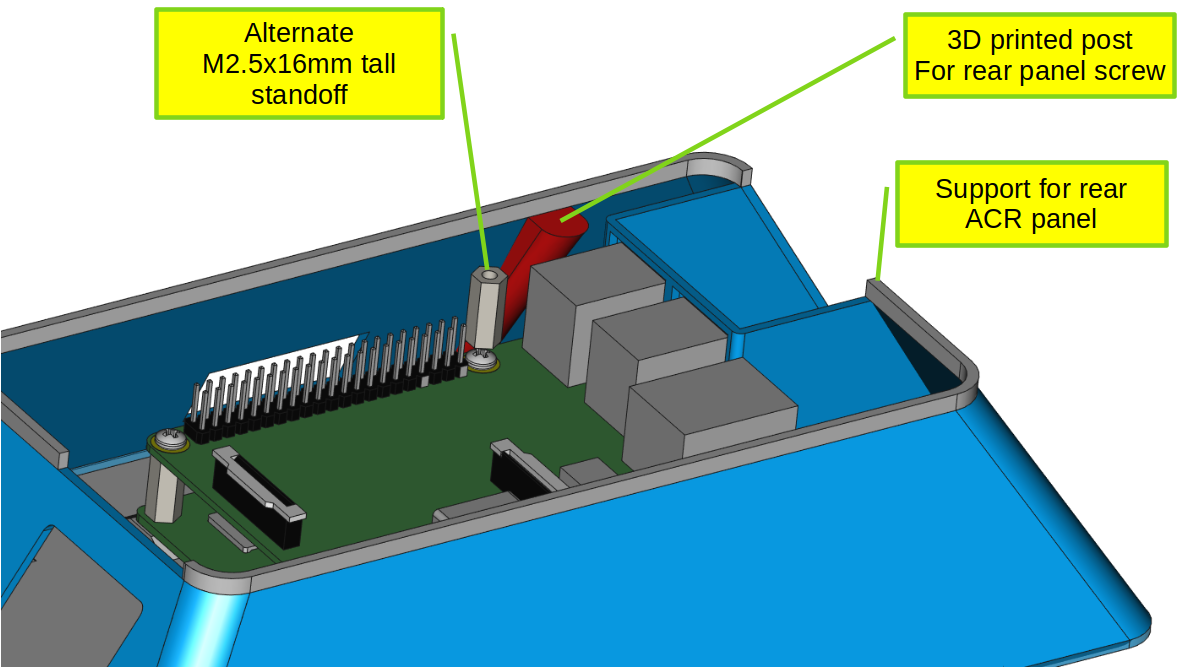 Alternate
M2.5x16mm tall
standoff
3D printed post
For rear panel screw
Support for rear
ACR panel